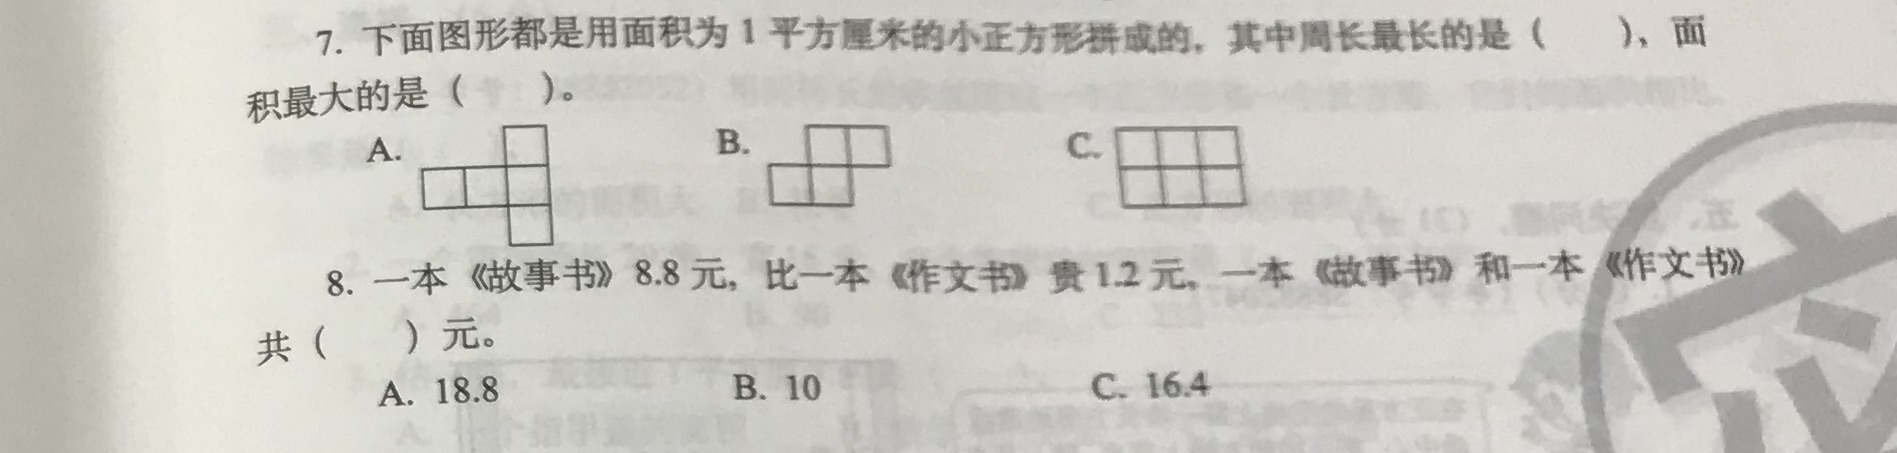 7. 下面图形都是用面积为 1 平方厘米的小正方形拼成的，其中周长最长的是（　　），面
积最大的是（　　）。
A.　B.　C.
8. 一本《故事书》8.8 元，比一本《作文书》贵 1.2 元，一本《故事书》和一本《作文书》
共（　　）元。
A. 18.8　B. 10　C. 16.4